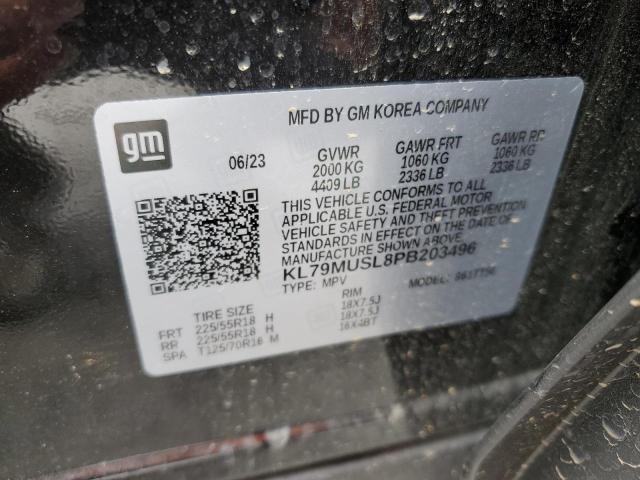 MFD BY GM KOREA COMPANY
gm
06/23
GVWR GAWR FRT GAWR RR
2000 KG 1060 KG 1060 KG
4409 LB 2336 LB 2336 LB
THIS VEHICLE CONFORMS TO ALL
APPLICABLE U.S. FEDERAL MOTOR
VEHICLE SAFETY AND THEFT PREVENTION
STANDARDS IN EFFECT ON THE DATE OF
MANUFACTURE SHOWN ABOVE.
KL79MUSL8PB203496
TYPE: MPV MODEL:
TIRE SIZE RIM
FRT 225/55R18 H 18X7.5J
RR 225/55R18 H 18X7.5J
SPA T125/70R16 M 16X4BT